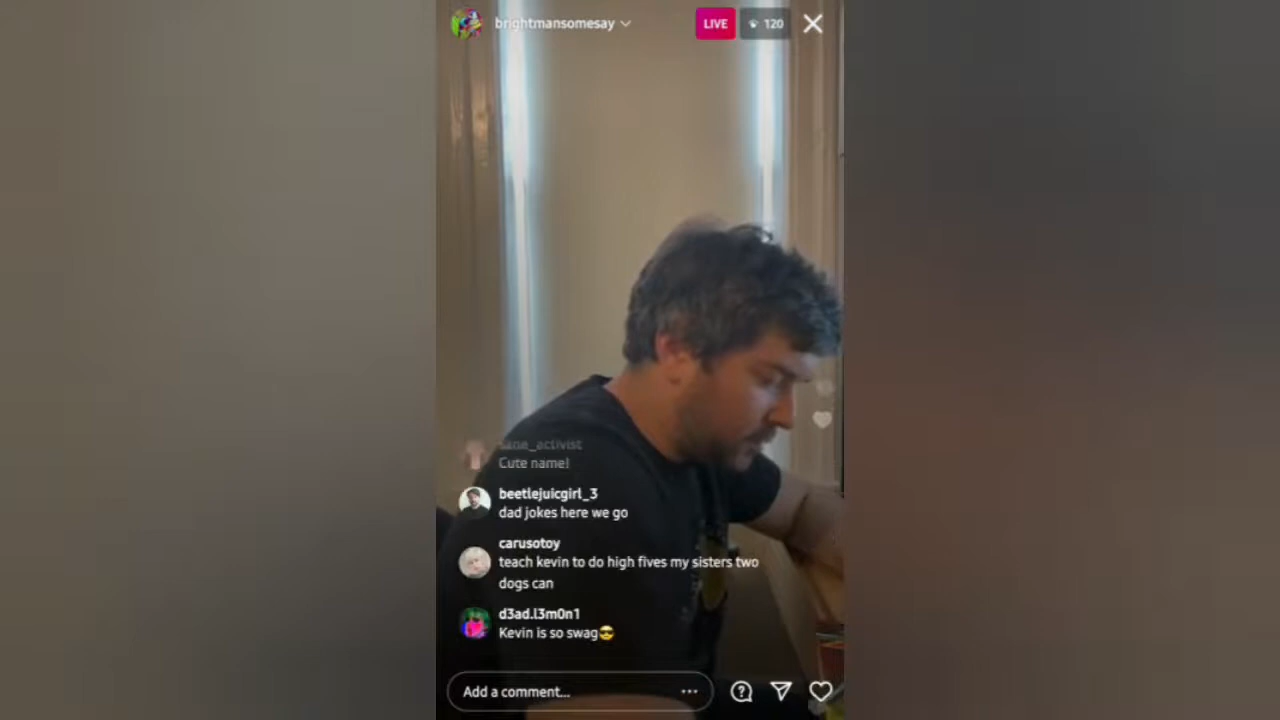 brightmansomesay
LIVE
120
Cute name!
beetlejuicgirl_3
dad jokes here we go
carusotoy
teach kevin to do high fives my sisters two
dogs can
d3ad.l3m0n1
Kevin is so swag😎
Add a comment...